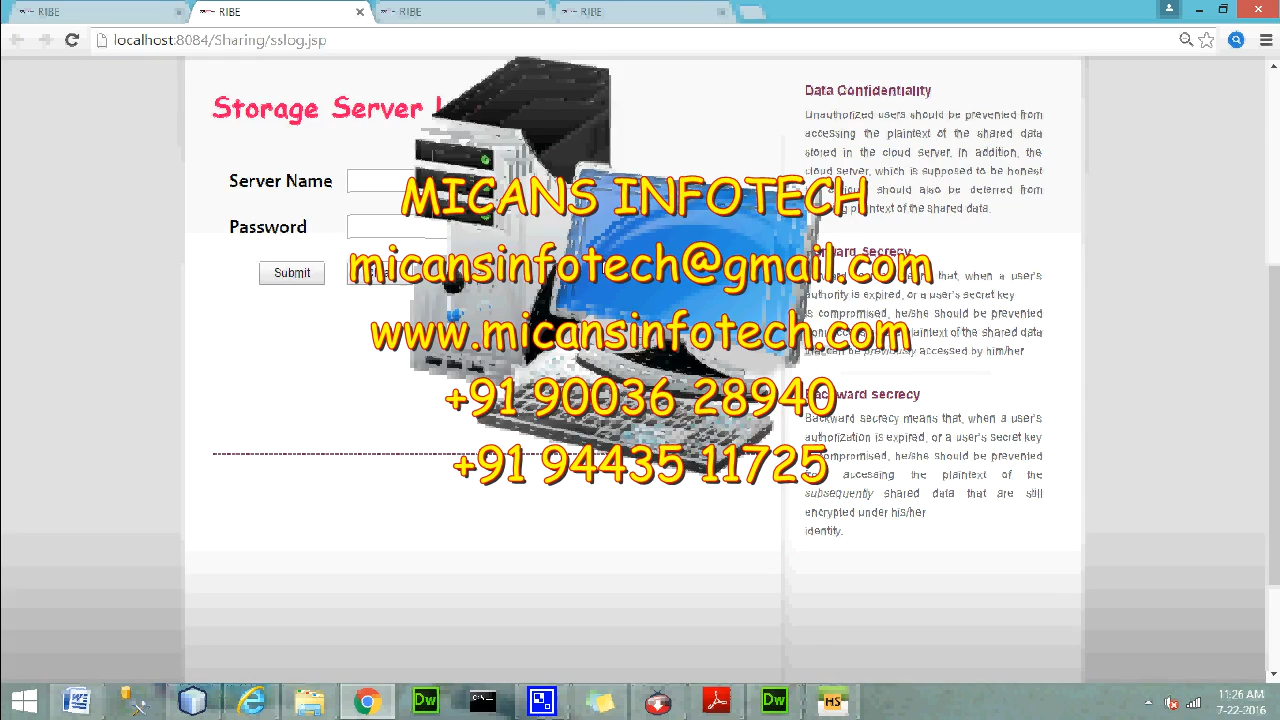 RIBE
RIBE
RIBE
RIBE
localhost:8084/Sharing/sslog.jsp
Storage Server
Server Name
Password
Submit
MICANS INFOTECH
micansinfotech@gmail.com
www.micansinfotech.com
+91 90036 28940
+91 94435 11725
Data Confidentiality
Unauthorized users should be prevented from
accessing the plaintext of the shared data
stored in the cloud server. In addition, the
cloud server, which is supposed to be honest
should also be deterred from
plaintext of the shared data.
secrecy
that, when a user's
authority is expired, or a user's secret key
is compromised, he/she should be prevented
plaintext of the shared data
can be previously accessed by him/her
Backward secrecy
Backward secrecy means that, when a user's
authorization is expired, or a user's secret key
compromised, he/she should be prevented
accessing the plaintext of the
subsequently shared data that are still
encrypted under his/her
identity.
Dw
Dw
HS
11:26 AM
7-22-2016